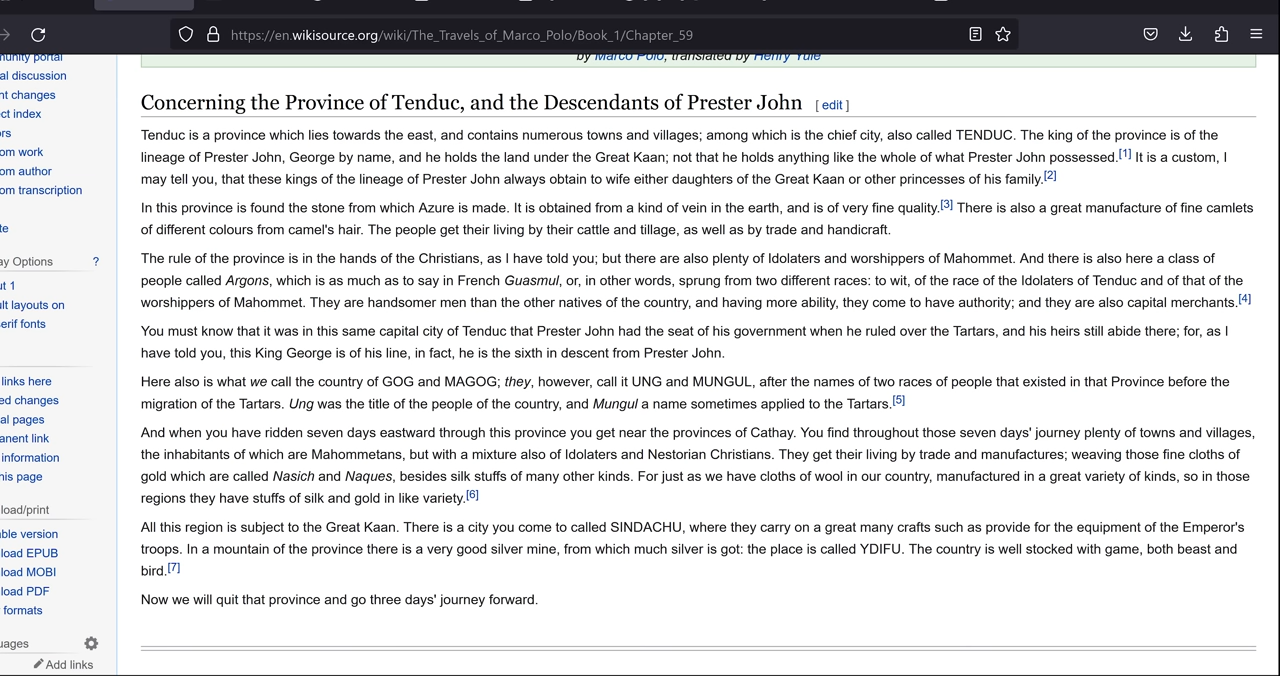 https://en.wikisource.org/wiki/The_Travels_of_Marco_Polo/Book_1/Chapter_59
munity portal
al discussion
nt changes
ect index
ors
om work
om author
om transcription
te
ay Options ?
ut 1
ult layouts on
serif fonts
links here
ed changes
al pages
anent link
information
his page
load/print
able version
load EPUB
load MOBI
load PDF
formats
uages
Add links
by Marco Polo, translated by Henry Yule
Concerning the Province of Tenduc, and the Descendants of Prester John [ edit ]
Tenduc is a province which lies towards the east, and contains numerous towns and villages; among which is the chief city, also called TENDUC. The king of the province is of the
lineage of Prester John, George by name, and he holds the land under the Great Kaan; not that he holds anything like the whole of what Prester John possessed.[1] It is a custom, I
may tell you, that these kings of the lineage of Prester John always obtain to wife either daughters of the Great Kaan or other princesses of his family.[2]
In this province is found the stone from which Azure is made. It is obtained from a kind of vein in the earth, and is of very fine quality.[3] There is also a great manufacture of fine camlets
of different colours from camel's hair. The people get their living by their cattle and tillage, as well as by trade and handicraft.
The rule of the province is in the hands of the Christians, as I have told you; but there are also plenty of Idolaters and worshippers of Mahommet. And there is also here a class of
people called Argons, which is as much as to say in French Guasmul, or, in other words, sprung from two different races: to wit, of the race of the Idolaters of Tenduc and of that of the
worshippers of Mahommet. They are handsomer men than the other natives of the country, and having more ability, they come to have authority; and they are also capital merchants.[4]
You must know that it was in this same capital city of Tenduc that Prester John had the seat of his government when he ruled over the Tartars, and his heirs still abide there; for, as I
have told you, this King George is of his line, in fact, he is the sixth in descent from Prester John.
Here also is what we call the country of GOG and MAGOG; they, however, call it UNG and MUNGUL, after the names of two races of people that existed in that Province before the
migration of the Tartars. Ung was the title of the people of the country, and Mungul a name sometimes applied to the Tartars.[5]
And when you have ridden seven days eastward through this province you get near the provinces of Cathay. You find throughout those seven days' journey plenty of towns and villages,
the inhabitants of which are Mahommetans, but with a mixture also of Idolaters and Nestorian Christians. They get their living by trade and manufactures; weaving those fine cloths of
gold which are called Nasich and Naques, besides silk stuffs of many other kinds. For just as we have cloths of wool in our country, manufactured in a great variety of kinds, so in those
regions they have stuffs of silk and gold in like variety.[6]
All this region is subject to the Great Kaan. There is a city you come to called SINDACHU, where they carry on a great many crafts such as provide for the equipment of the Emperor's
troops. In a mountain of the province there is a very good silver mine, from which much silver is got: the place is called YDIFU. The country is well stocked with game, both beast and
bird.[7]
Now we will quit that province and go three days' journey forward.